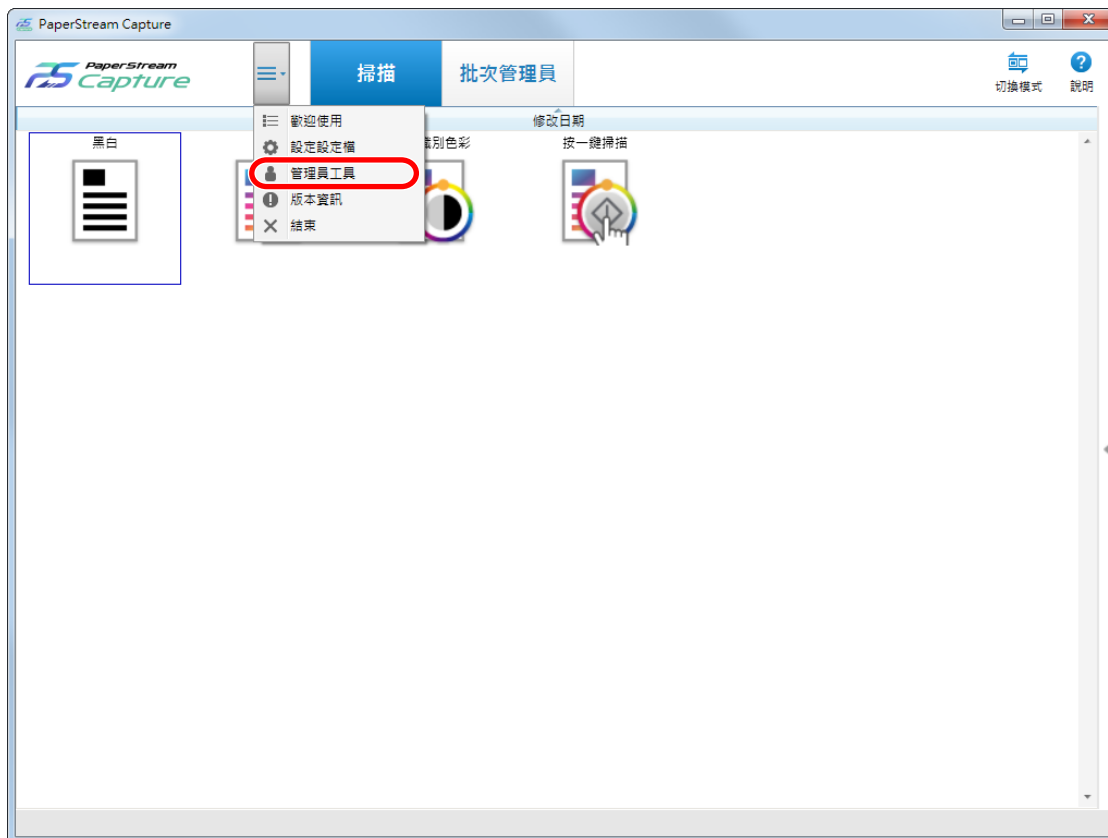 PaperStream Capture
PaperStream
Capture
掃描
批次管理員
切換模式
說明
修改日期
歡迎使用
設定設定檔
管理員工具
版本資訊
結束
黑白
識別色彩
按一鍵掃描